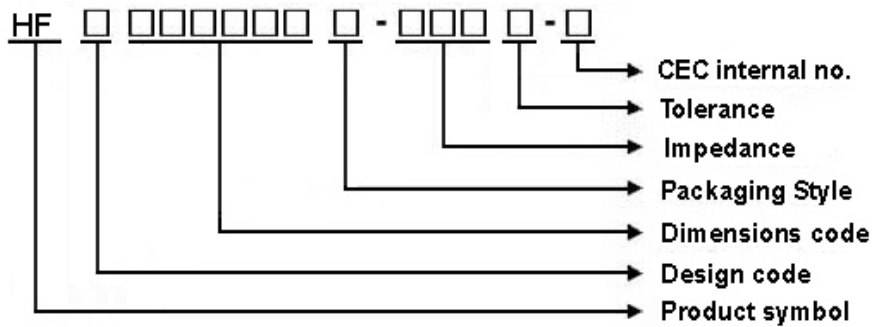 HF □ □□□□□□ □ - □□□ □ - □
CEC internal no.
Tolerance
Impedance
Packaging Style
Dimensions code
Design code
Product symbol